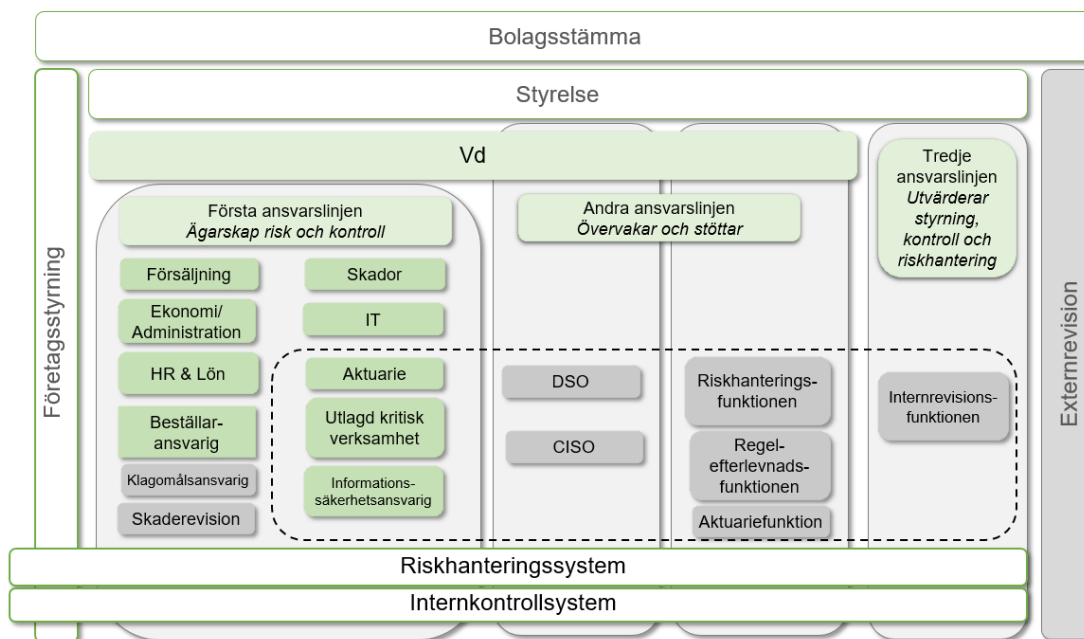 Bolagsstämma
Företagsstyrning
Styrelse
Externrevision
Vd
Första ansvarslinjen
Ägarskap risk och kontroll
Försäljning
Skador
Ekonomi/
Administration
IT
HR & Lön
Aktuarie
Beställar-
ansvarig
Utlagd kritisk
verksamhet
Klagomålsansvarig
Informations-
säkerhetsansvarig
Skaderevision
Andra ansvarslinjen
Övervakar och stöttar
DSO
CISO
Riskhanterings-
funktionen
Regel-
efterlevnads-
funktionen
Aktuariefunktion
Tredje
ansvarslinjen
Utvärderar
styrning,
kontroll och
riskhantering
Internrevisions-
funktionen
Riskhanteringssystem
Internkontrollsystem